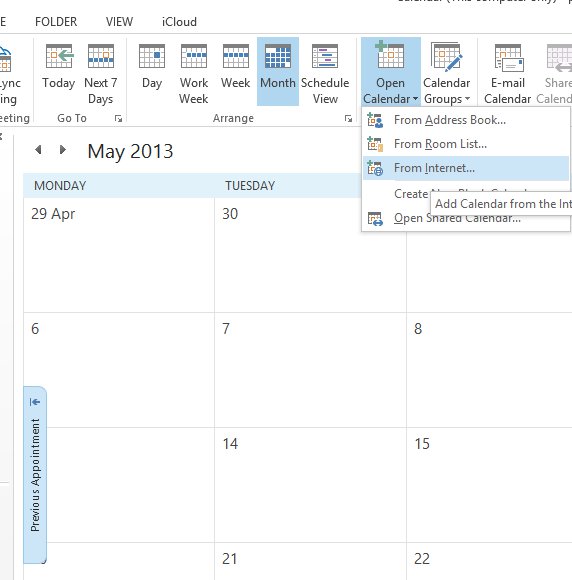 Calendar (This computer only) - 
E FOLDER VIEW iCloud
Lync Today Next 7 Day Work Week Month Schedule Open Calendar E-mail Share
ing Days Week View Calendar Groups Calendar Calen
eeting Go To Arrange
From Address Book...
From Room List...
From Internet...
Create New Blank Calendar
Add Calendar from the Int
Open Shared Calendar...
May 2013
MONDAY TUESDAY
29 Apr 30
6 7 8
14 15
21 22
Previous Appointment